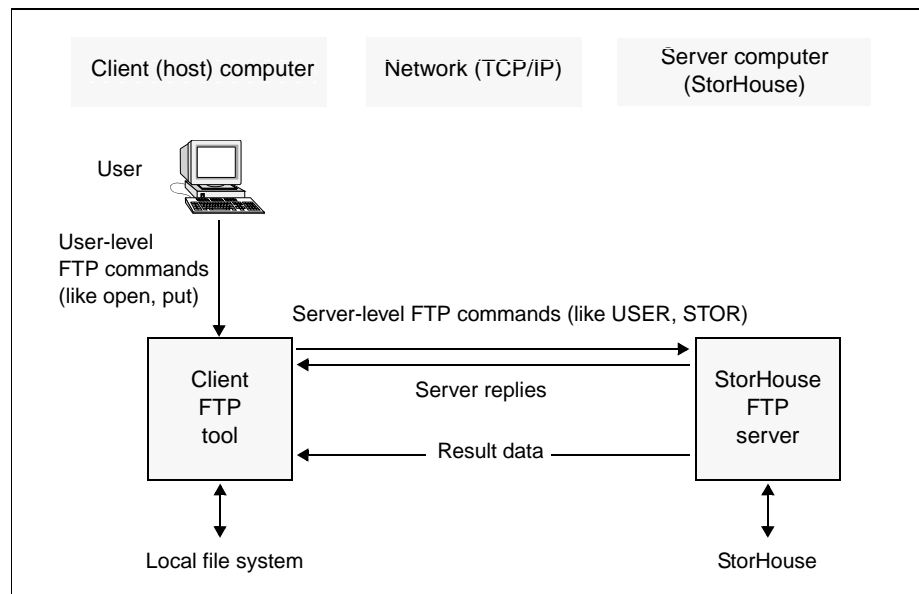 Client (host) computer
Network (TCP/IP)
Server computer
(StorHouse)
User
User-level
FTP commands
(like open, put)
Server-level FTP commands (like USER, STOR)
Client
FTP
tool
Server replies
StorHouse
FTP
server
Result data
Local file system
StorHouse